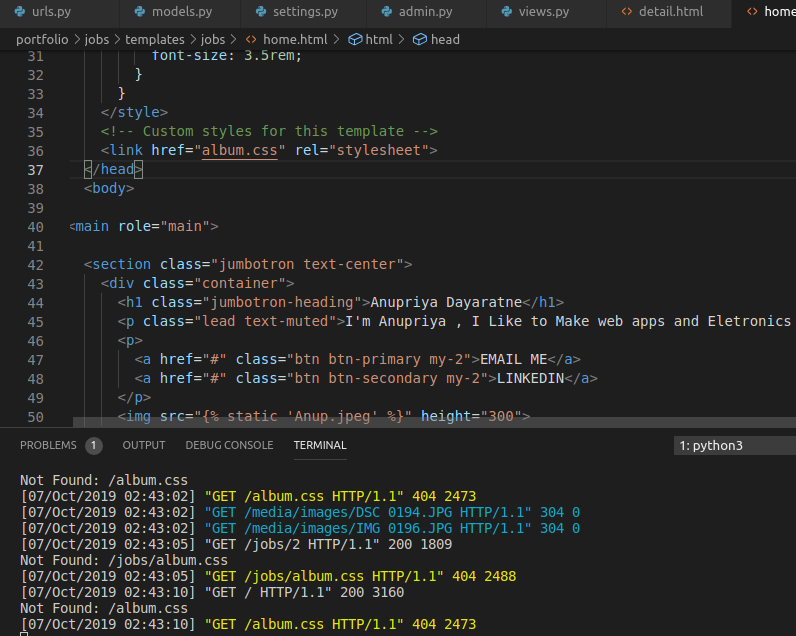 urls.py models.py settings.py admin.py views.py <> detail.html <> home
portfolio > jobs > templates > jobs > <> home.html > html > head
31 font-size: 3.5rem;
32 }
33 }
34 </style>
35 <!-- Custom styles for this template -->
36 <link href="album.css" rel="stylesheet">
37 </head>
38 <body>
39
40 <main role="main">
41
42 <section class="jumbotron text-center">
43 <div class="container">
44 <h1 class="jumbotron-heading">Anupriya Dayaratne</h1>
45 <p class="lead text-muted">I'm Anupriya , I Like to Make web apps and Eletronics
46 <p>
47 <a href="#" class="btn btn-primary my-2">EMAIL ME</a>
48 <a href="#" class="btn btn-secondary my-2">LINKEDIN</a>
49 </p>
50 <img src="{% static 'Anup.jpeg' %}" height="300">
PROBLEMS 1 OUTPUT DEBUG CONSOLE TERMINAL 1: python3
Not Found: /album.css
[07/Oct/2019 02:43:02] "GET /album.css HTTP/1.1" 404 2473
[07/Oct/2019 02:43:02] "GET /media/images/DSC_0194.JPG HTTP/1.1" 304 0
[07/Oct/2019 02:43:02] "GET /media/images/IMG_0196.JPG HTTP/1.1" 304 0
[07/Oct/2019 02:43:05] "GET /jobs/2 HTTP/1.1" 200 1809
Not Found: /jobs/album.css
[07/Oct/2019 02:43:05] "GET /jobs/album.css HTTP/1.1" 404 2488
[07/Oct/2019 02:43:10] "GET / HTTP/1.1" 200 3160
Not Found: /album.css
[07/Oct/2019 02:43:10] "GET /album.css HTTP/1.1" 404 2473